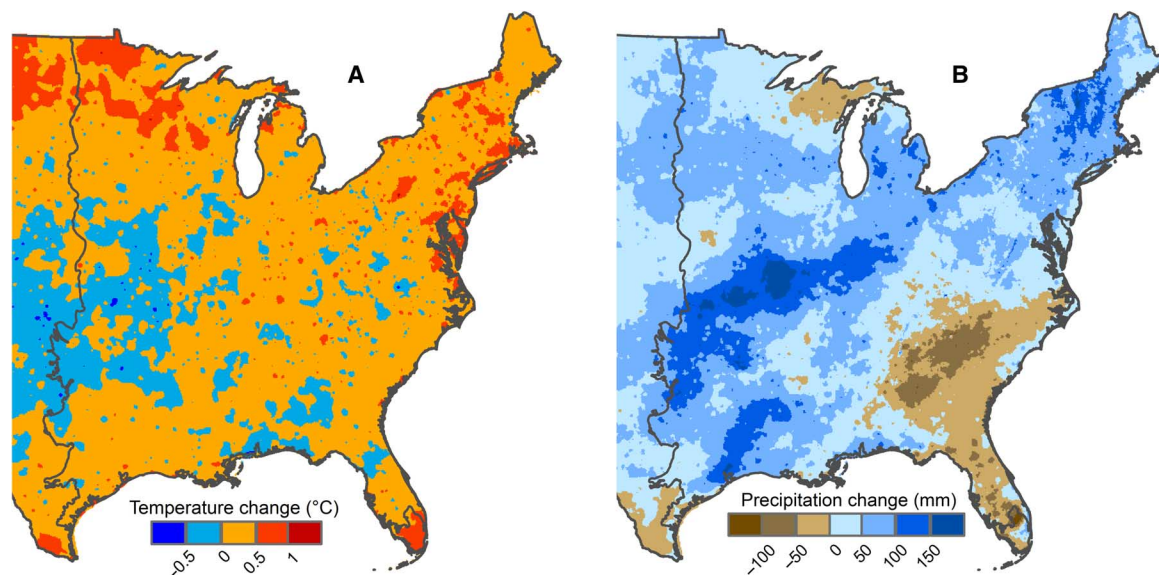 A
B
Temperature change (°C)
-0.5 0 0.5 1
Precipitation change (mm)
-100 -50 0 50 100 150